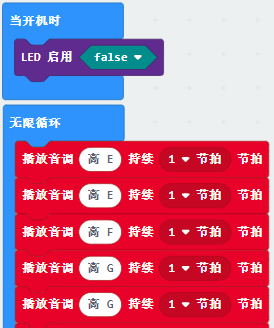 当开机时
LED 启用 false
无限循环
播放音调 高 E 持续 1 节拍 节拍
播放音调 高 E 持续 1 节拍 节拍
播放音调 高 F 持续 1 节拍 节拍
播放音调 高 G 持续 1 节拍 节拍
播放音调 高 G 持续 1 节拍 节拍